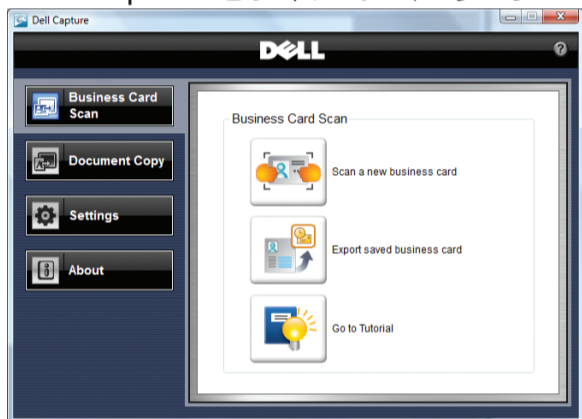 Dell Capture
DELL
?
Business Card
Scan
Document Copy
Settings
About
Business Card Scan
Scan a new business card
Export saved business card
Go to Tutorial